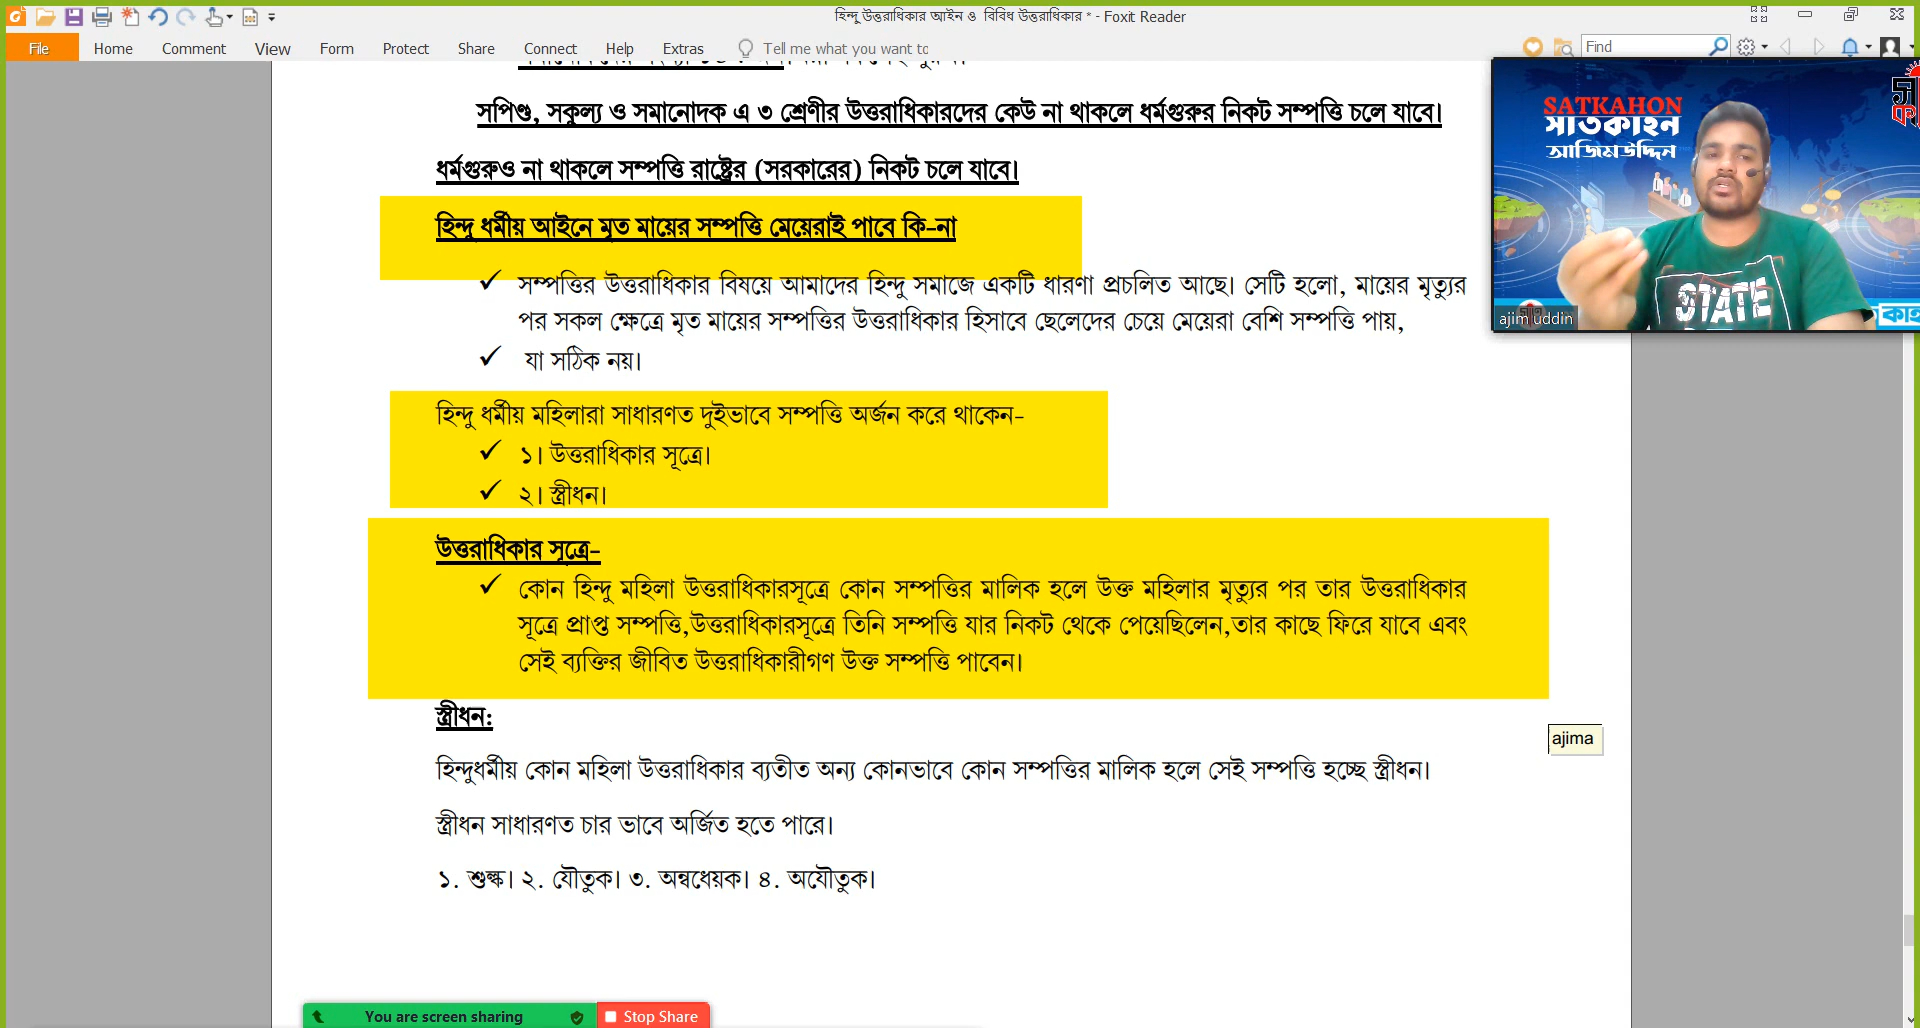 হিন্দু উত্তরাধিকার আইন ও বিবিধ উত্তরাধিকার * - Foxit Reader
File Home Comment View Form Protect Share Connect Help Extras Tell me what you want to Find
সপিণ্ড, সকুল্য ও সমানোদক এ ৩ শ্রেণীর উত্তরাধিকারদের কেউ না থাকলে ধর্মগুরুর নিকট সম্পত্তি চলে যাবে।
ধর্মগুরুও না থাকলে সম্পত্তি রাষ্ট্রের (সরকারের) নিকট চলে যাবে।
হিন্দু ধর্মীয় আইনে মৃত মায়ের সম্পত্তি মেয়েরাই পাবে কি-না
✓ সম্পত্তির উত্তরাধিকার বিষয়ে আমাদের হিন্দু সমাজে একটি ধারণা প্রচলিত আছে। সেটি হলো, মায়ের মৃত্যুর
পর সকল ক্ষেত্রে মৃত মায়ের সম্পত্তির উত্তরাধিকার হিসাবে ছেলেদের চেয়ে মেয়েরা বেশি সম্পত্তি পায়,
✓ যা সঠিক নয়।
হিন্দু ধর্মীয় মহিলারা সাধারণত দুইভাবে সম্পত্তি অর্জন করে থাকেন-
✓ ১। উত্তরাধিকার সূত্রে।
✓ ২। স্ত্রীধন।
উত্তরাধিকার সূত্রে-
✓ কোন হিন্দু মহিলা উত্তরাধিকারসূত্রে কোন সম্পত্তির মালিক হলে উক্ত মহিলার মৃত্যুর পর তার উত্তরাধিকার
সূত্রে প্রাপ্ত সম্পত্তি,উত্তরাধিকারসূত্রে তিনি সম্পত্তি যার নিকট থেকে পেয়েছিলেন,তার কাছে ফিরে যাবে এবং
সেই ব্যক্তির জীবিত উত্তরাধিকারীগণ উক্ত সম্পত্তি পাবেন।
স্ত্রীধন:
হিন্দুধর্মীয় কোন মহিলা উত্তরাধিকার ব্যতীত অন্য কোনভাবে কোন সম্পত্তির মালিক হলে সেই সম্পত্তি হচ্ছে স্ত্রীধন।
স্ত্রীধন সাধারণত চার ভাবে অর্জিত হতে পারে।
১. শুল্ক। ২. যৌতুক। ৩. অন্বধেয়ক। ৪. অযৌতুক।
SATKAHON
সাতকাহন
আজিমউদ্দিন
STATE
ajim uddin
ajima
You are screen sharing Stop Share